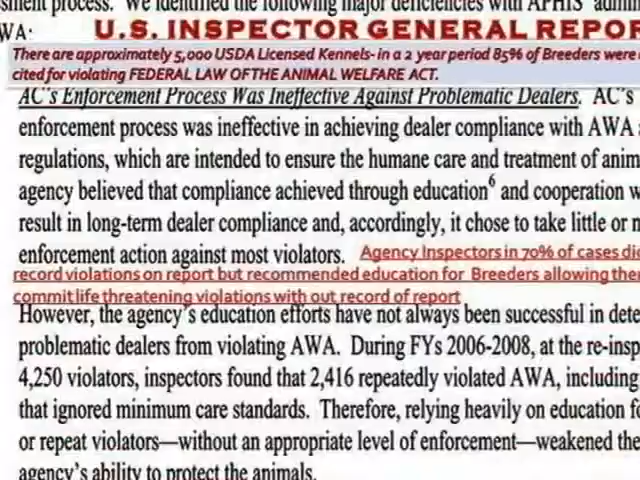 sment process. We identified the following major deficiencies with APHIS' admin
WA:
U.S. INSPECTOR GENERAL REPOR
There are approximately 5,000 USDA Licensed Kennels- in a 2 year period 85% of Breeders were
cited for violating FEDERAL LAW OF THE ANIMAL WELFARE ACT.
AC's Enforcement Process Was Ineffective Against Problematic Dealers. AC's
enforcement process was ineffective in achieving dealer compliance with AWA
regulations, which are intended to ensure the humane care and treatment of anim
agency believed that compliance achieved through education6 and cooperation w
result in long-term dealer compliance and, accordingly, it chose to take little or n
enforcement action against most violators. Agency Inspectors in 70% of cases di
record violations on report but recommended education for Breeders allowing the
commit life threatening violations with out record of report
However, the agency's education efforts have not always been successful in dete
problematic dealers from violating AWA. During FYs 2006-2008, at the re-insp
4,250 violators, inspectors found that 2,416 repeatedly violated AWA, including
that ignored minimum care standards. Therefore, relying heavily on education f
or repeat violators—without an appropriate level of enforcement—weakened the
agency's ability to protect the animals.